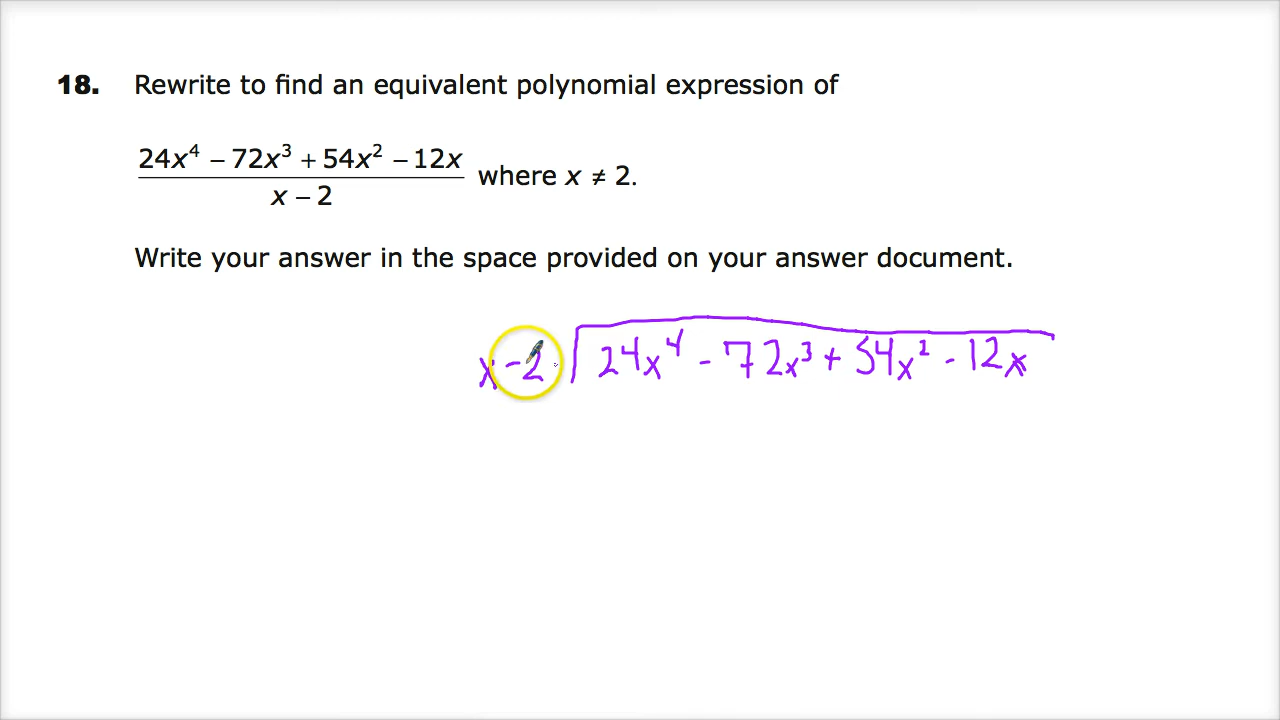 18. Rewrite to find an equivalent polynomial expression of
24x⁴ – 72x³ + 54x² – 12x
x – 2
where x ≠ 2.
Write your answer in the space provided on your answer document.
x - 2 24x⁴ - 72x³ + 54x² - 12x